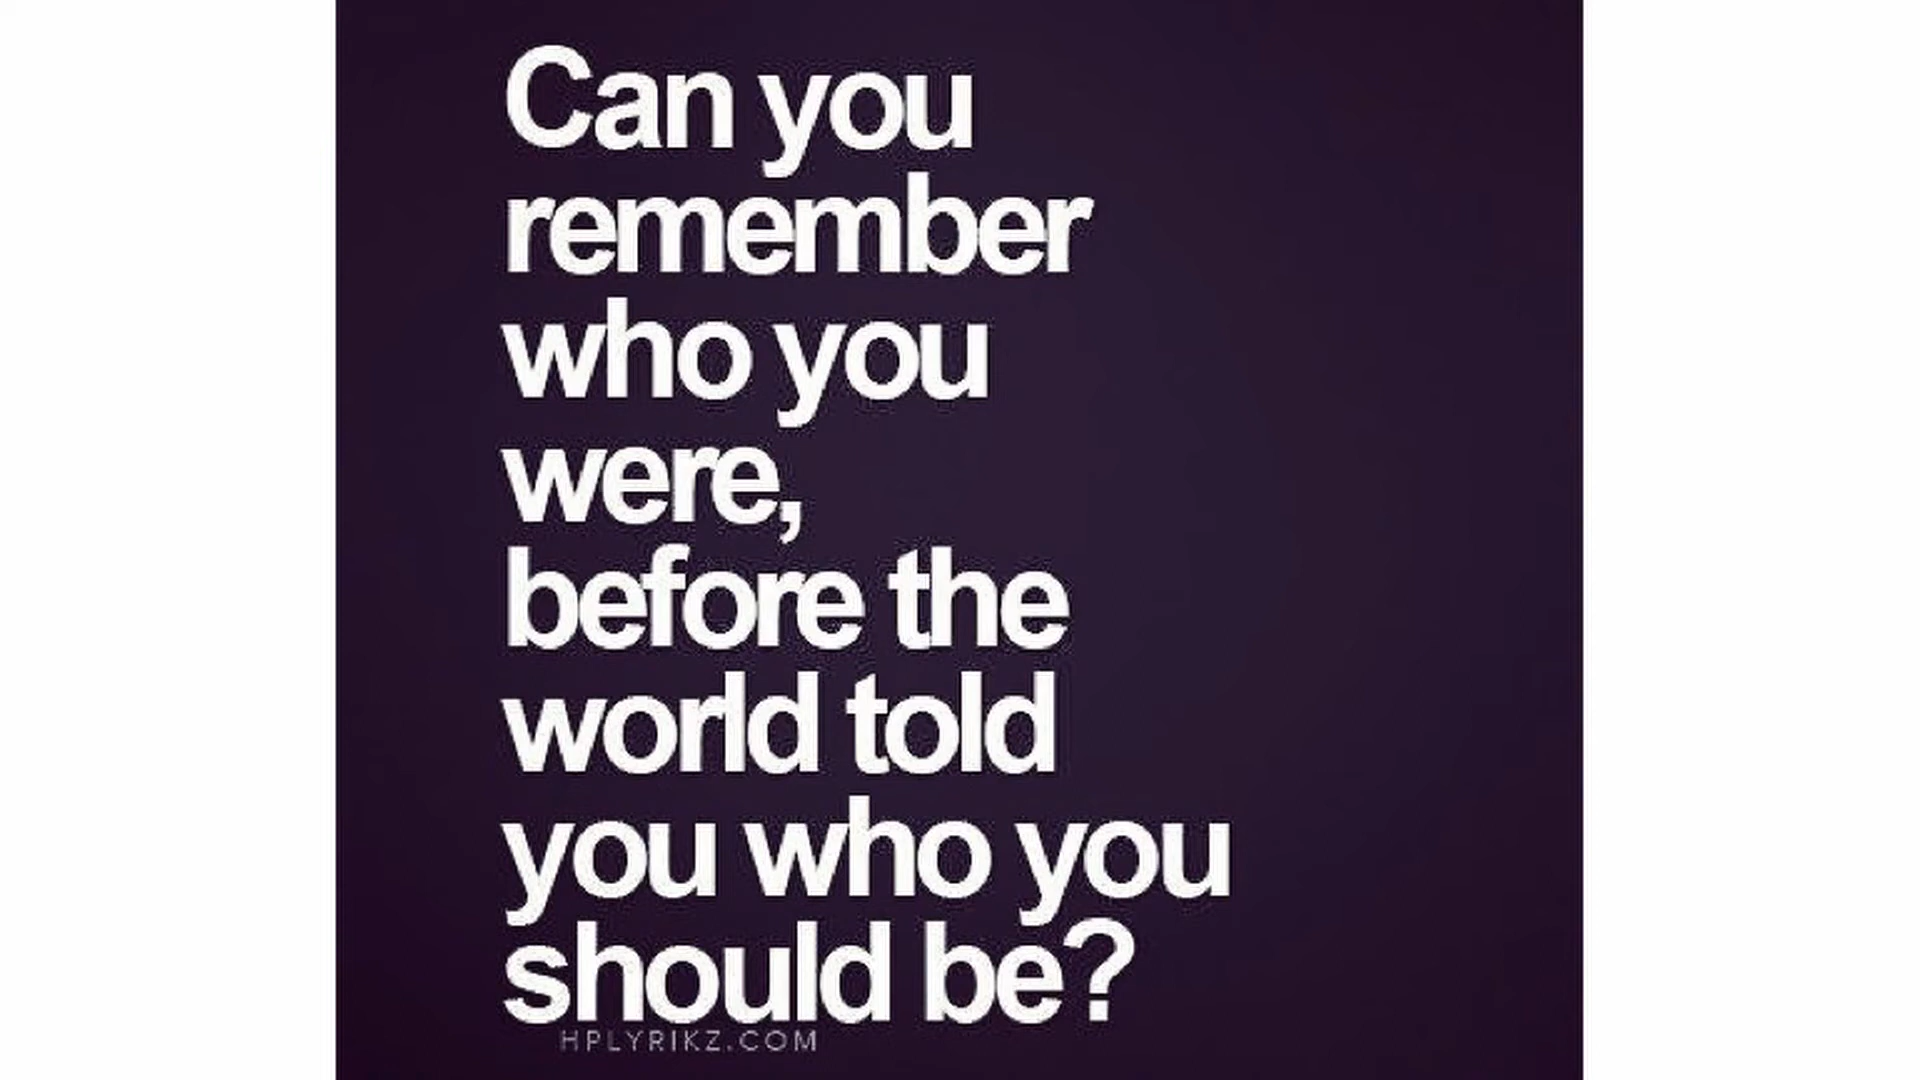 Can you
remember
who you
were,
before the
world told
you who you
should be?
HPLYRIKZ.COM